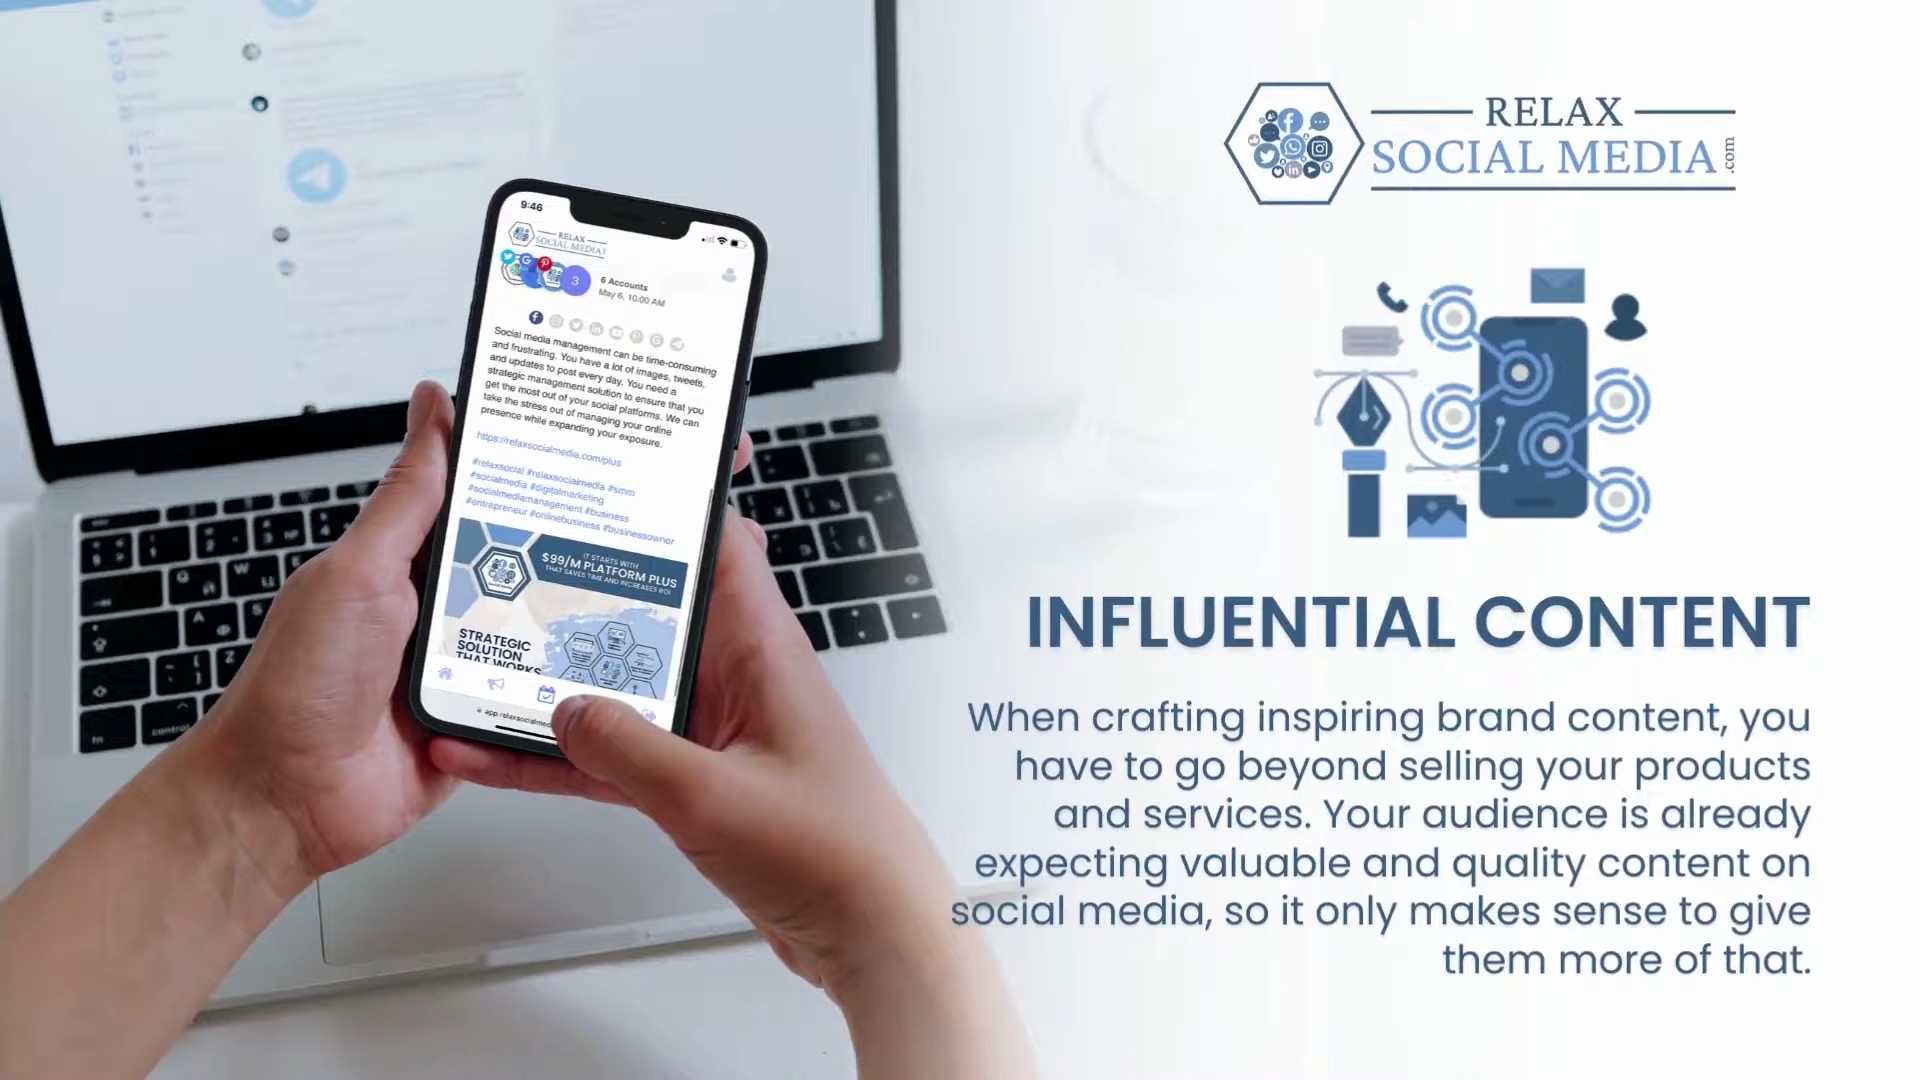 RELAX
SOCIAL MEDIA
.com
INFLUENTIAL CONTENT
When crafting inspiring brand content, you
have to go beyond selling your products
and services. Your audience is already
expecting valuable and quality content on
social media, so it only makes sense to give
them more of that.
9:46
RELAX
SOCIAL MEDIA
3
6 Accounts
May 6, 10:00 AM
Social media management can be time-consuming
and frustrating. You have a lot of images, tweets,
and updates to post every day. You need a
strategic management solution to ensure that you
get the most out of your social platforms. We can
take the stress out of managing your online
presence while expanding your exposure.
https://relaxsocialmedia.com/plus
#relaxsocial #relaxsocialmedia #smm
#socialmedia #digitalmarketing
#socialmediamanagement #business
#entrepreneur #onlinebusiness #businessowner
IT STARTS WITH
$99/M PLATFORM PLUS
THAT SAVES TIME AND INCREASES ROI
STRATEGIC
SOLUTION
THAT WORKS
app.relaxsocialmed
Q
W
A
S
Z
fn
control